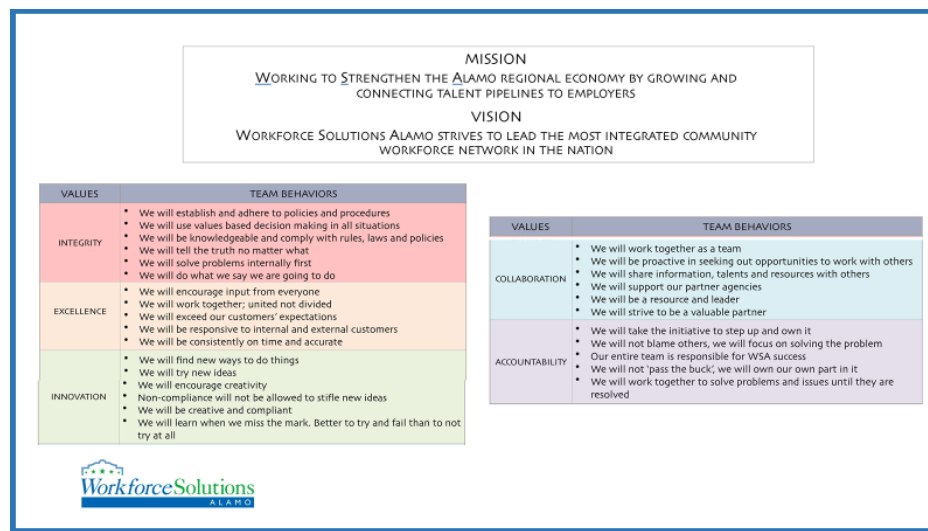 MISSION
WORKING TO STRENGTHEN THE ALAMO REGIONAL ECONOMY BY GROWING AND
CONNECTING TALENT PIPELINES TO EMPLOYERS
VISION
WORKFORCE SOLUTIONS ALAMO STRIVES TO LEAD THE MOST INTEGRATED COMMUNITY
WORKFORCE NETWORK IN THE NATION
VALUES TEAM BEHAVIORS
INTEGRITY
• We will establish and adhere to policies and procedures
• We will use values based decision making in all situations
• We will be knowledgeable and comply with rules, laws and policies
• We will tell the truth no matter what
• We will solve problems internally first
• We will do what we say we are going to do
EXCELLENCE
• We will encourage input from everyone
• We will work together; united not divided
• We will exceed our customers' expectations
• We will be responsive to internal and external customers
• We will be consistently on time and accurate
INNOVATION
• We will find new ways to do things
• We will try new ideas
• We will encourage creativity
• Non-compliance will not be allowed to stifle new ideas
• We will be creative and compliant
• We will learn when we miss the mark. Better to try and fail than to not
try at all
VALUES TEAM BEHAVIORS
COLLABORATION
• We will work together as a team
• We will be proactive in seeking out opportunities to work with others
• We will share information, talents and resources with others
• We will support our partner agencies
• We will be a resource and leader
• We will strive to be a valuable partner
ACCOUNTABILITY
• We will take the initiative to step up and own it
• We will not blame others, we will focus on solving the problem
• Our entire team is responsible for WSA success
• We will not 'pass the buck', we will own our own part in it
• We will work together to solve problems and issues until they are
resolved
WorkforceSolutions
ALAMO